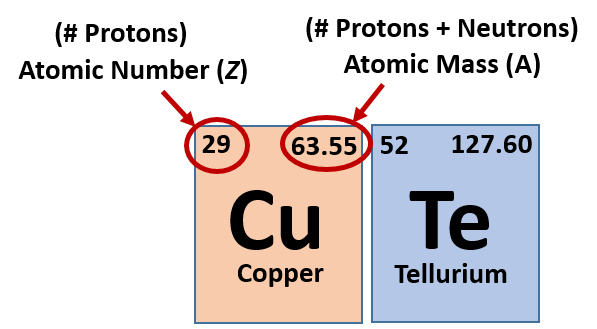 (# Protons)
Atomic Number (Z)
(# Protons + Neutrons)
Atomic Mass (A)
29 63.55
Cu
Copper
52 127.60
Te
Tellurium